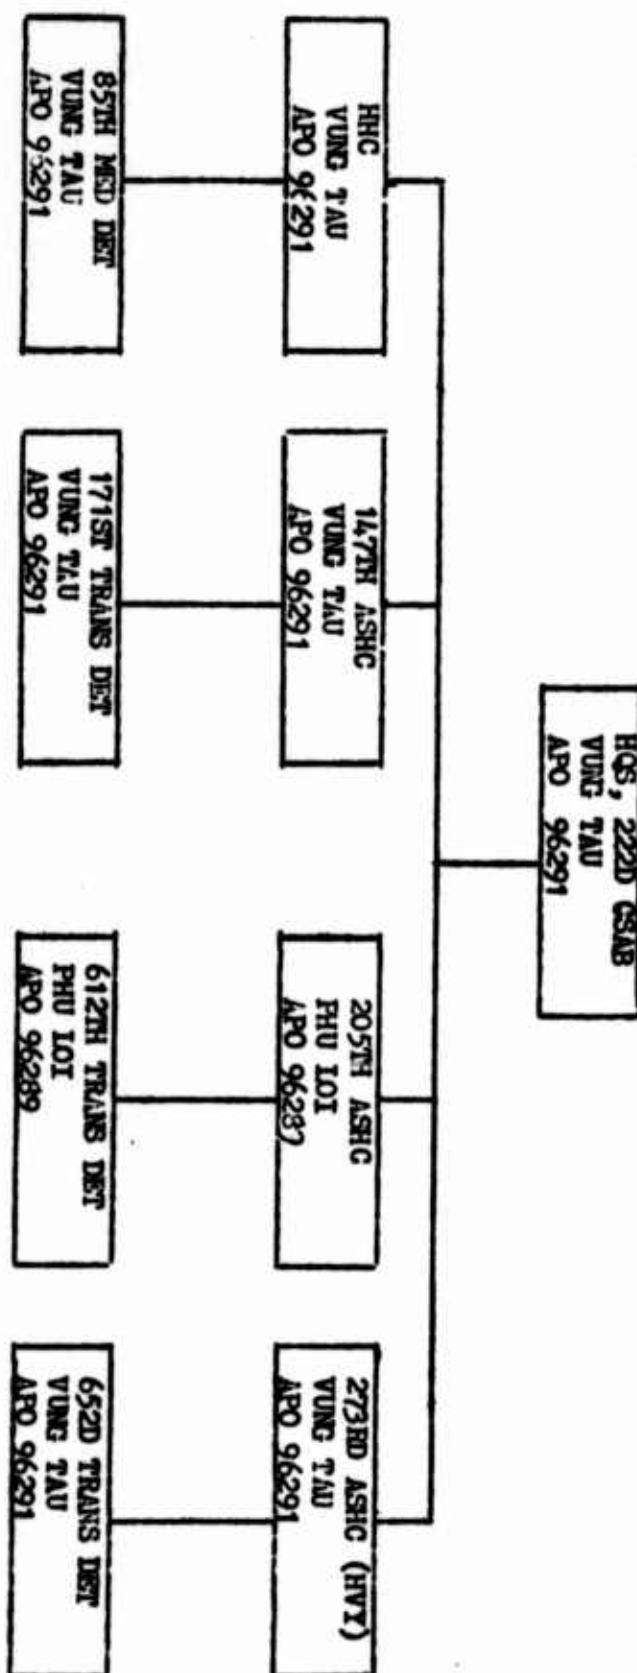 HQS, 222D GSAB
VUNG TAU
APO 96291
HHC
VUNG TAU
APO 96291
147TH ASHC
VUNG TAU
APO 96291
205TH ASHC
PHU LOI
APO 96289
273RD ASHC (HVY)
VUNG TAU
APO 96291
85TH MED DET
VUNG TAU
APO 96291
171ST TRANS DET
VUNG TAU
APO 96291
612TH TRANS DET
PHU LOI
APO 96289
652D TRANS DET
VUNG TAU
APO 96291